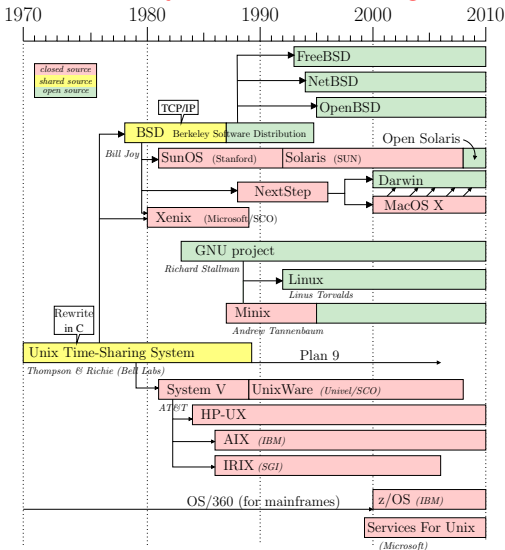 1970 1980 1990 2000 2010
closed source
shared source
open source
FreeBSD
NetBSD
OpenBSD
TCP/IP
BSD Berkeley Software Distribution
Open Solaris
Bill Joy
SunOS (Stanford) Solaris (SUN)
Darwin
NextStep
MacOS X
Xenix (Microsoft/SCO)
GNU project
Richard Stallman
Linux
Linus Torvalds
Minix
Andrew Tannenbaum
Rewrite
in C
Unix Time-Sharing System
Plan 9
Thompson & Richie (Bell Labs)
System V UnixWare (Univel/SCO)
AT&T
HP-UX
AIX (IBM)
IRIX (SGI)
OS/360 (for mainframes) z/OS (IBM)
Services For Unix
(Microsoft)